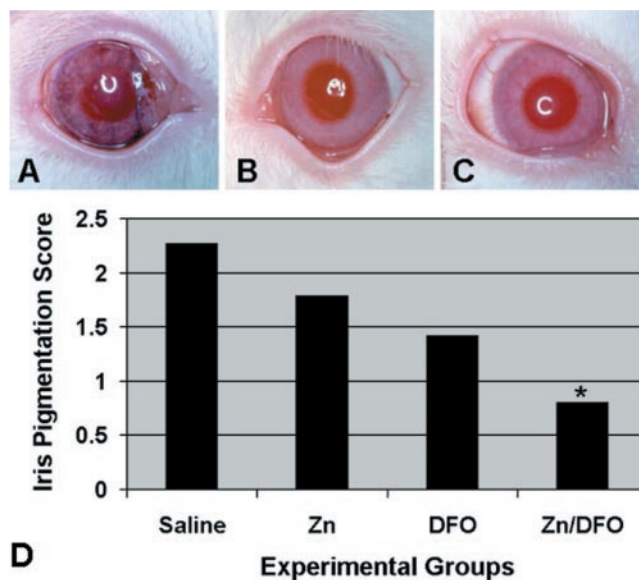 A
B
C
2.5
2
1.5
1
0.5
0
Iris Pigmentation Score
*
Saline Zn DFO Zn/DFO
D
Experimental Groups